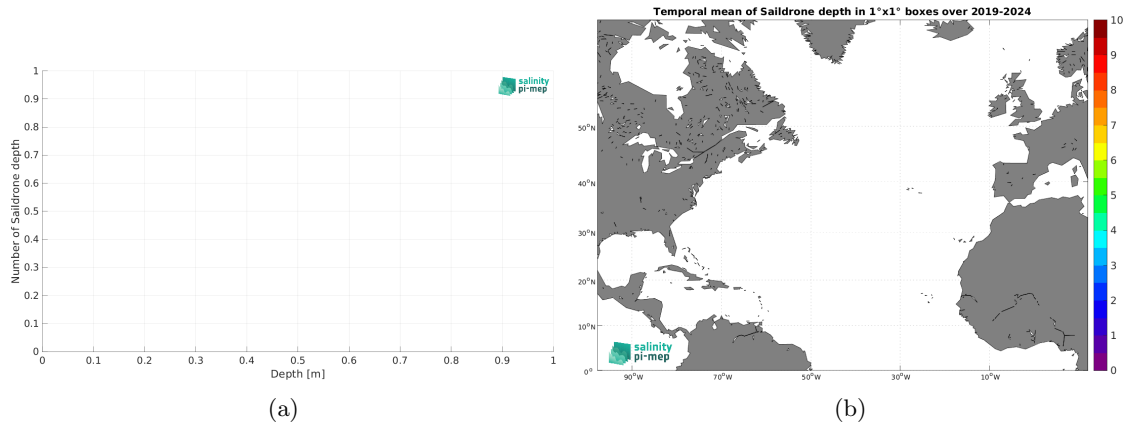 Temporal mean of Saildrone depth in 1°x1° boxes over 2019-2024
1
0.9
0.8
0.7
0.6
0.5
0.4
0.3
0.2
0.1
0
Number of Saildrone depth
0 0.1 0.2 0.3 0.4 0.5 0.6 0.7 0.8 0.9 1
Depth [m]
salinity
pi-mep
(a)
50°N
40°N
30°N
20°N
10°N
0°
90°W 70°W 50°W 30°W 10°W
salinity
pi-mep
10
9
8
7
6
5
4
3
2
1
0
(b)